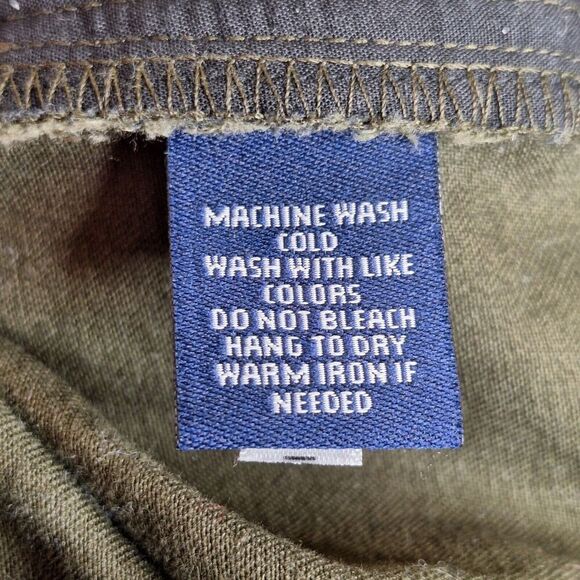 MACHINE WASH
COLD
WASH WITH LIKE
COLORS
DO NOT BLEACH
HANG TO DRY
WARM IRON IF
NEEDED